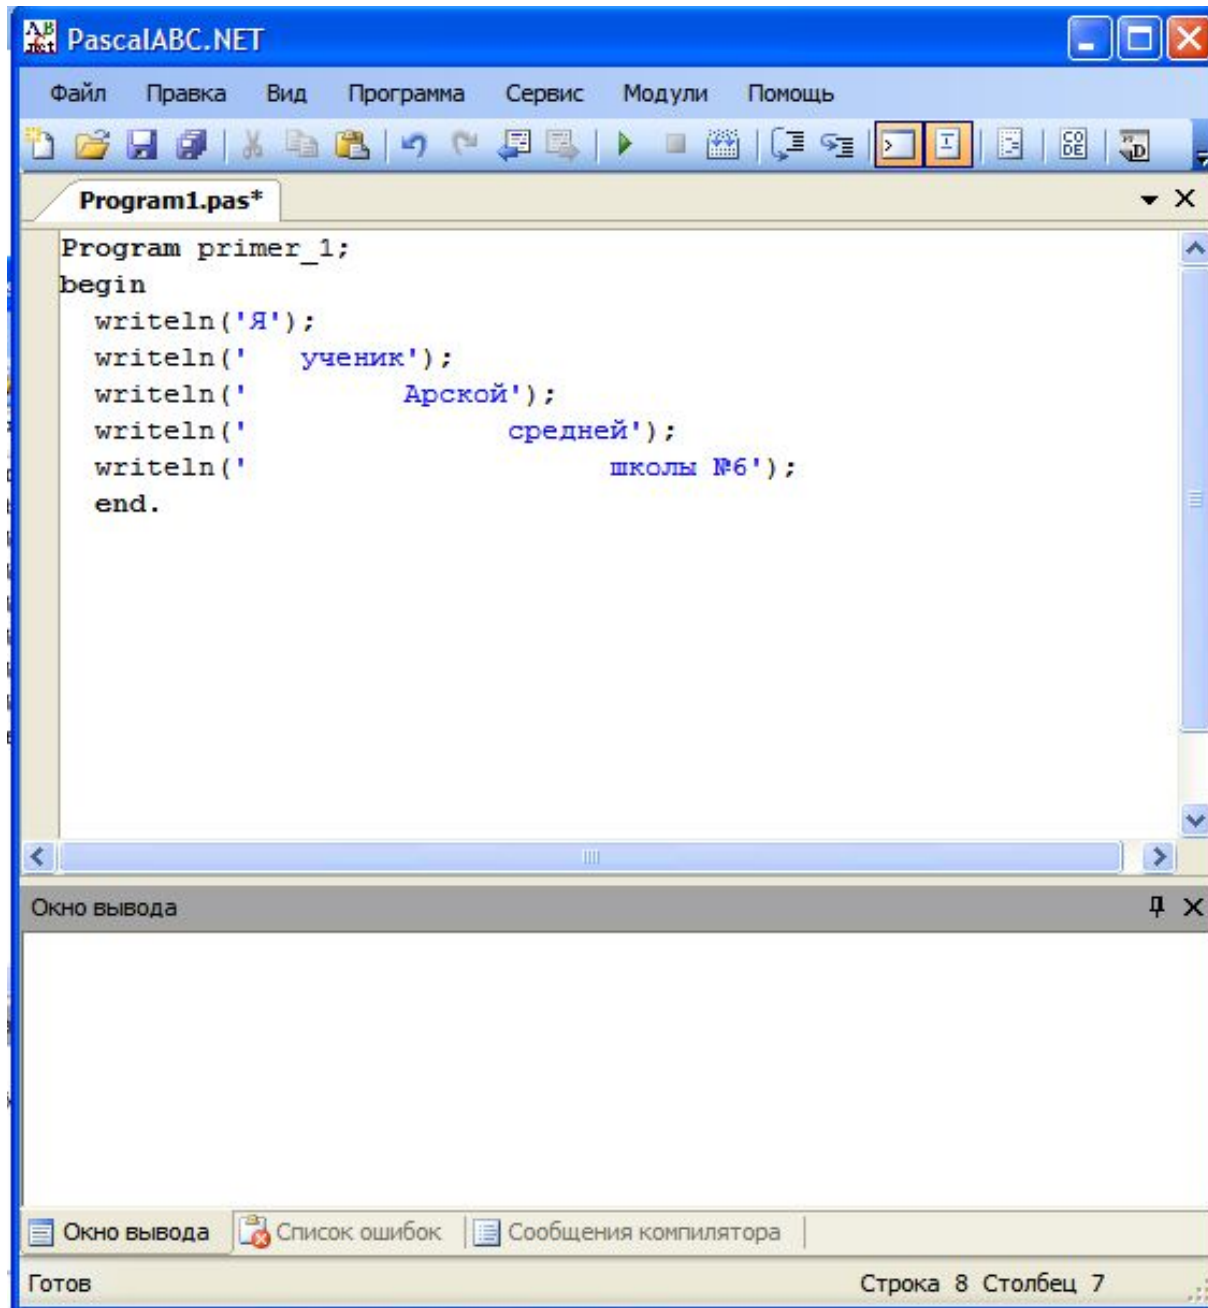 PascalABC.NET
Файл Правка Вид Программа Сервис Модули Помощь
Program1.pas*
Program primer_1;
begin
  writeln('Я');
  writeln('   ученик');
  writeln('         Арской');
  writeln('               средней');
  writeln('                     школы №6');
  end.
Окно вывода
Окно вывода Список ошибок Сообщения компилятора
Готов Строка 8 Столбец 7